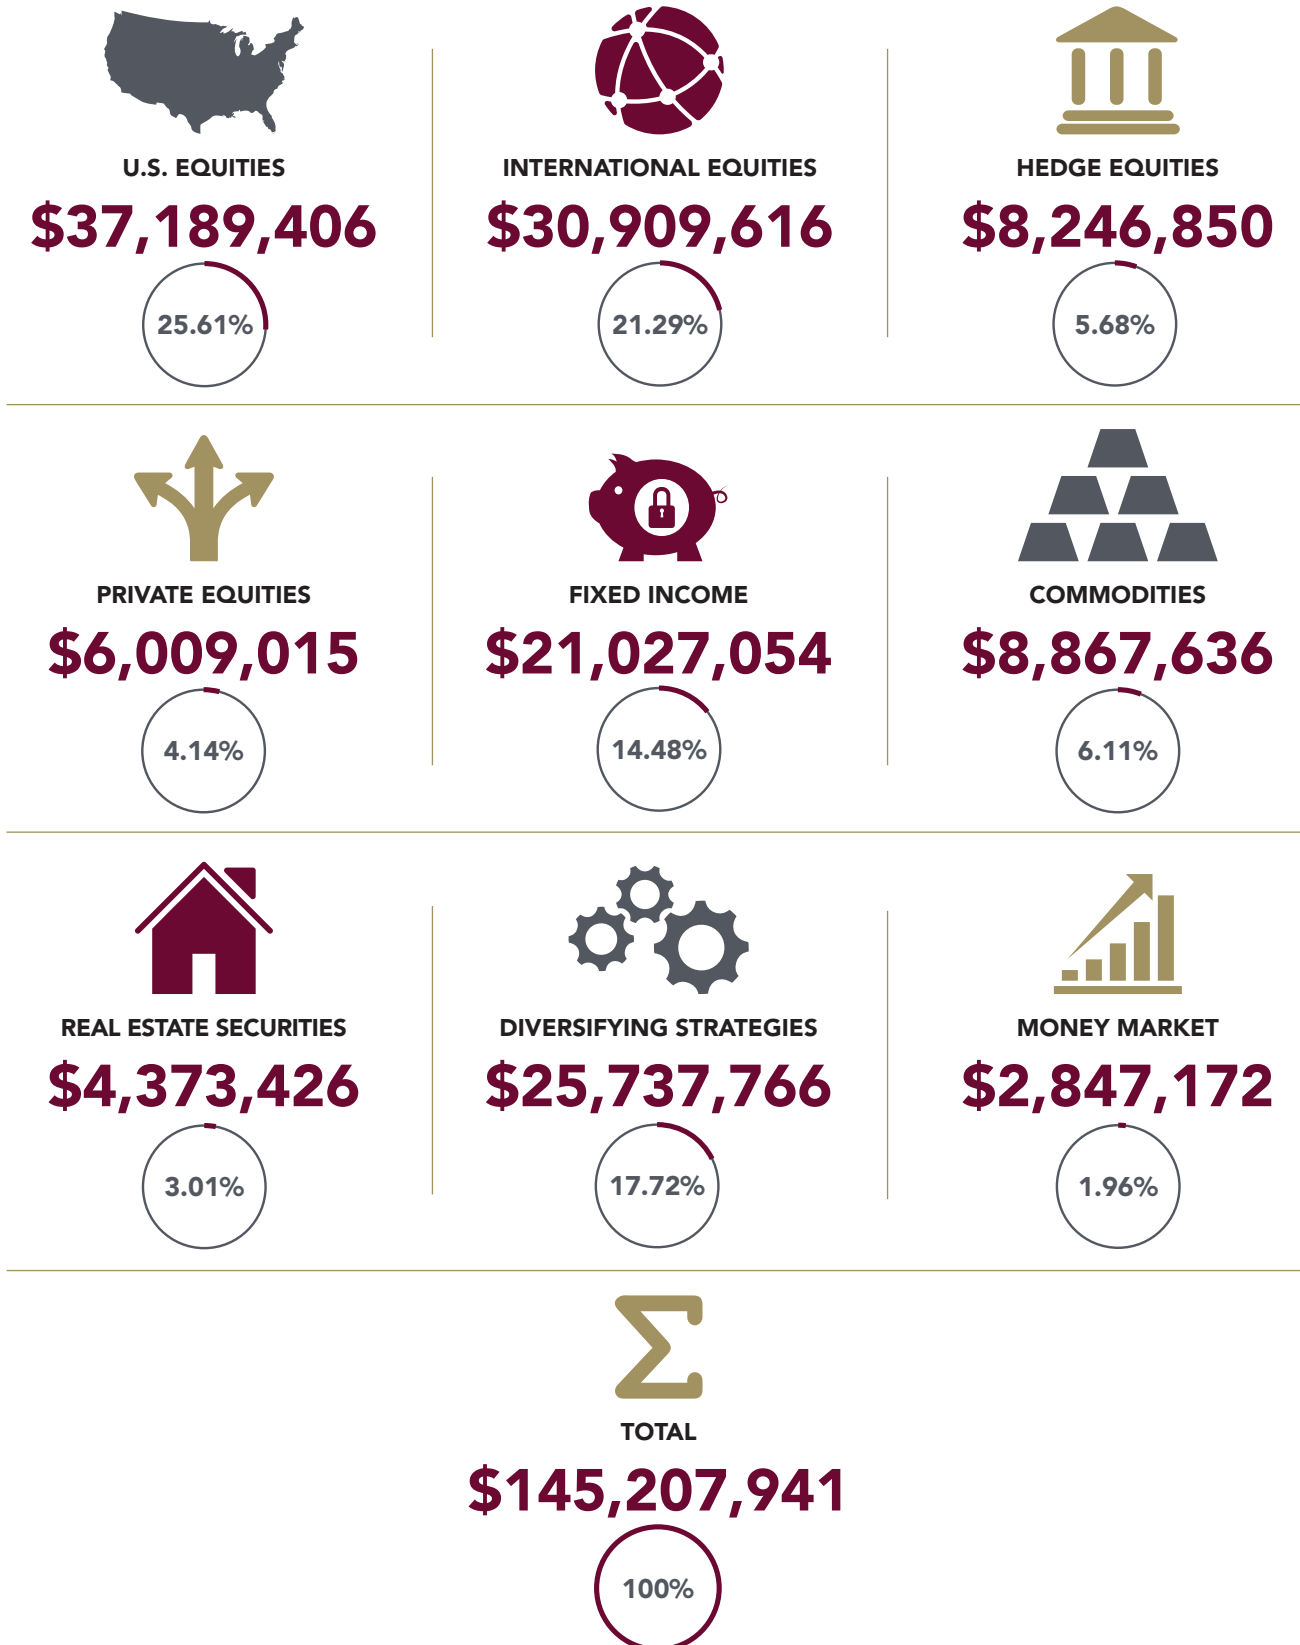 U.S. EQUITIES
$37,189,406
25.61%
INTERNATIONAL EQUITIES
$30,909,616
21.29%
HEDGE EQUITIES
$8,246,850
5.68%
PRIVATE EQUITIES
$6,009,015
4.14%
FIXED INCOME
$21,027,054
14.48%
COMMODITIES
$8,867,636
6.11%
REAL ESTATE SECURITIES
$4,373,426
3.01%
DIVERSIFYING STRATEGIES
$25,737,766
17.72%
MONEY MARKET
$2,847,172
1.96%
TOTAL
$145,207,941
100%